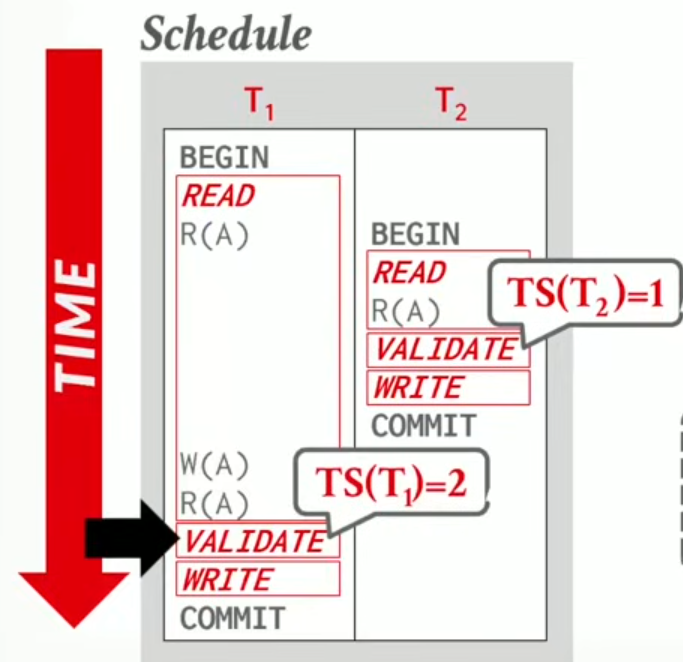 Schedule
TIME
T₁ T₂
BEGIN
READ
R(A)
W(A)
R(A)
VALIDATE
WRITE
COMMIT
TS(T₁)=2
BEGIN
READ
R(A)
VALIDATE
WRITE
COMMIT
TS(T₂)=1